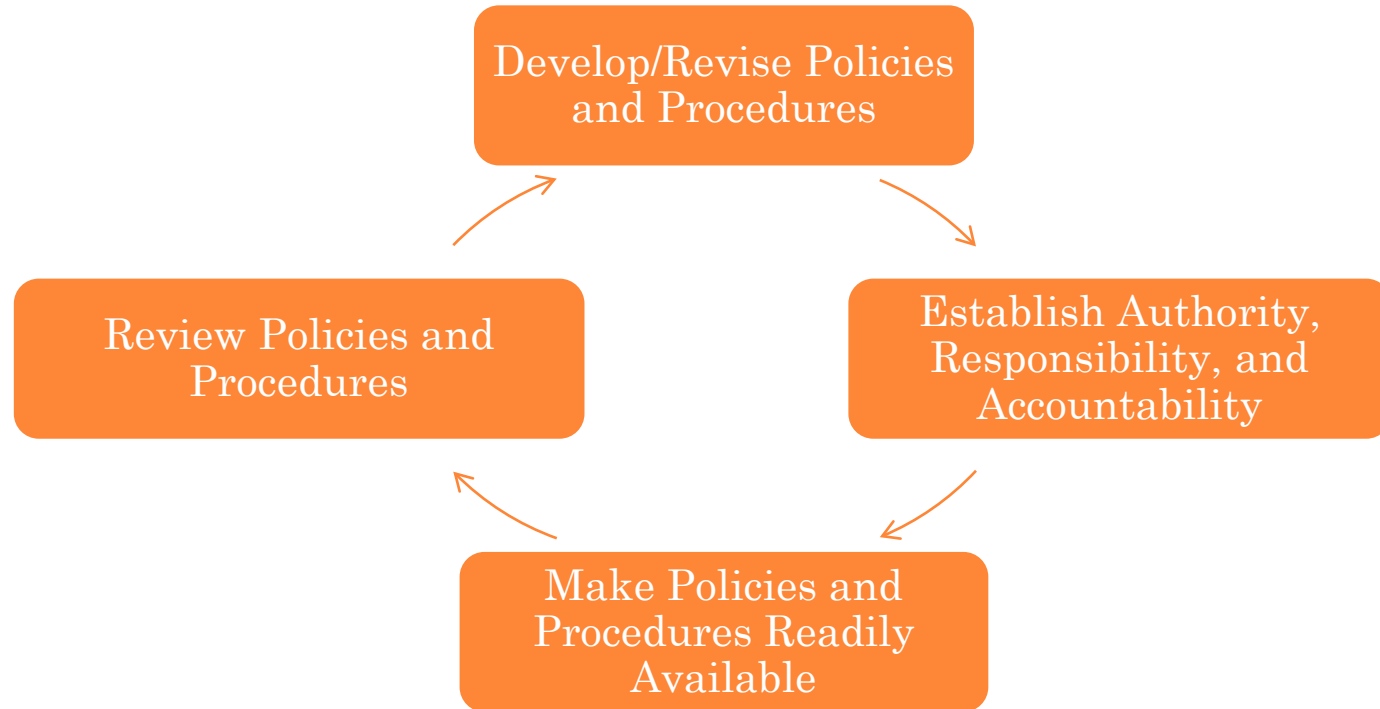 Develop/Revise Policies
and Procedures
Establish Authority,
Responsibility, and
Accountability
Make Policies and
Procedures Readily
Available
Review Policies and
Procedures